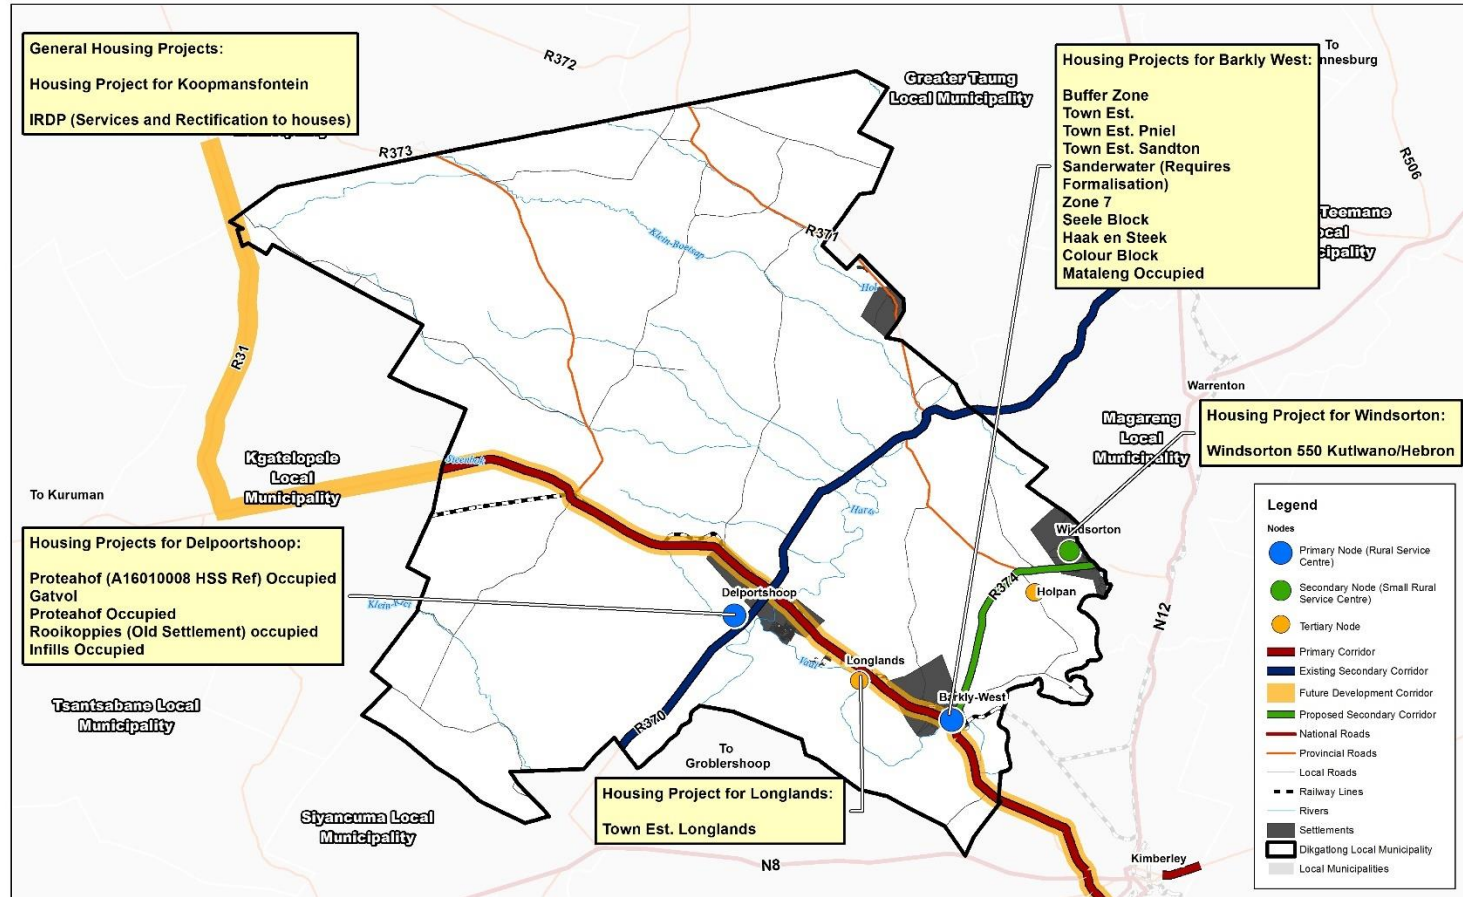 General Housing Projects:
Housing Project for Koopmansfontein
IRDP (Services and Rectification to houses)
R372
Greater Taung
Local Municipality
Housing Projects for Barkly West:
Buffer Zone
Town Est.
Town Est. Pniel
Town Est. Sandton
Sanderwater (Requires
Formalisation)
Zone 7
Seele Block
Haak en Steek
Colour Block
Mataleng Occupied
To
R506
Teemane
R373
R371
Klein-Boetsap
R31
Warrenton
Magareng
Local
Municipality
Housing Project for Windsorton:
Windsorton 550 Kutlwano/Hebron
Kgatelopele
Local
Municipality
To Kuruman
Harts
Windsorton
R374
Holpan
N12
Housing Projects for Delpoortshoop:
Proteahof (A16010008 HSS Ref) Occupied
Gatvol
Proteahof Occupied
Rooikoppies (Old Settlement) occupied
Infills Occupied
Delportshoop
Vaal
Longlands
Barkly-West
Tsantsabane Local
Municipality
R370
To
Groblershoop
Housing Project for Longlands:
Town Est. Longlands
Siyancuma Local
Municipality
N8
Kimberley
Legend
Nodes
Primary Node (Rural Service
Centre)
Secondary Node (Small Rural
Service Centre)
Tertiary Node
Primary Corridor
Existing Secondary Corridor
Future Development Corridor
Proposed Secondary Corridor
National Roads
Provincial Roads
Local Roads
Railway Lines
Rivers
Settlements
Dikgatlong Local Municipality
Local Municipalities